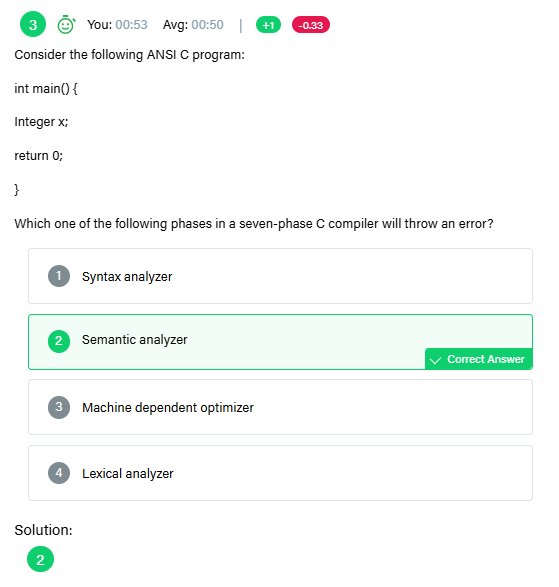 3 You: 00:53 Avg: 00:50 | +1 -0.33
Consider the following ANSI C program:
int main() {
Integer x;
return 0;
}
Which one of the following phases in a seven-phase C compiler will throw an error?
1 Syntax analyzer
2 Semantic analyzer
Correct Answer
3 Machine dependent optimizer
4 Lexical analyzer
Solution:
2